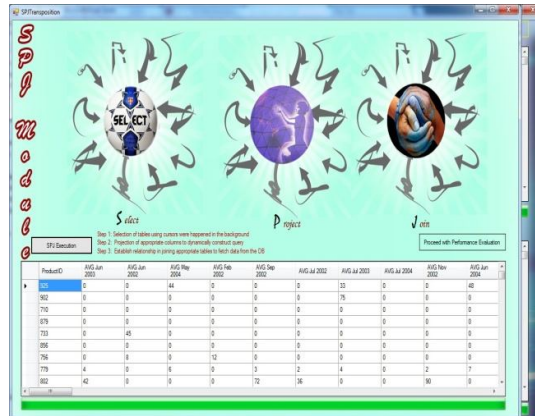 SPJTransposition
SPJ Module
SELECT
Select
Project
Join
SPJ Execution
Step 1: Selection of tables using cursors were happened in the background
Step 2: Projection of appropriate columns to dynamically construct query
Step 3: Establish relationship in joining appropriate tables to fetch data from the DB
Proceed with Performance Evaluation
ProductID AVG Jun 2003 AVG Jun 2002 AVG May 2004 AVG Feb 2002 AVG Sep 2002 AVG Jul 2002 AVG Jul 2003 AVG Jul 2004 AVG Nov 2002 AVG Jun 2004
925 0 0 44 0 0 0 33 0 0 48
902 0 0 0 0 0 0 75 0 0 0
710 0 0 0 0 0 0 0 0 0 0
879 0 0 0 0 0 0 0 0 0 0
733 0 45 0 0 0 0 0 0 0 0
896 0 0 0 0 0 0 0 0 0 0
756 0 8 0 12 0 0 0 0 0 0
779 4 0 6 0 3 2 4 0 2 7
802 42 0 0 0 72 36 0 0 90 0